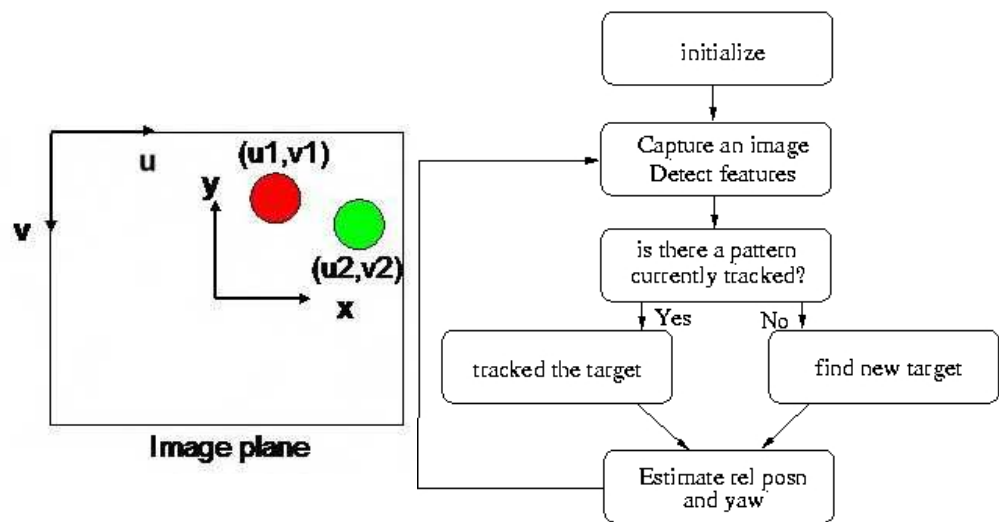 u
v
(u1,v1)
y
(u2,v2)
x
Image plane
initialize
Capture an image
Detect features
is there a pattern
currently tracked?
Yes
No
tracked the target
find new target
Estimate rel posn
and yaw